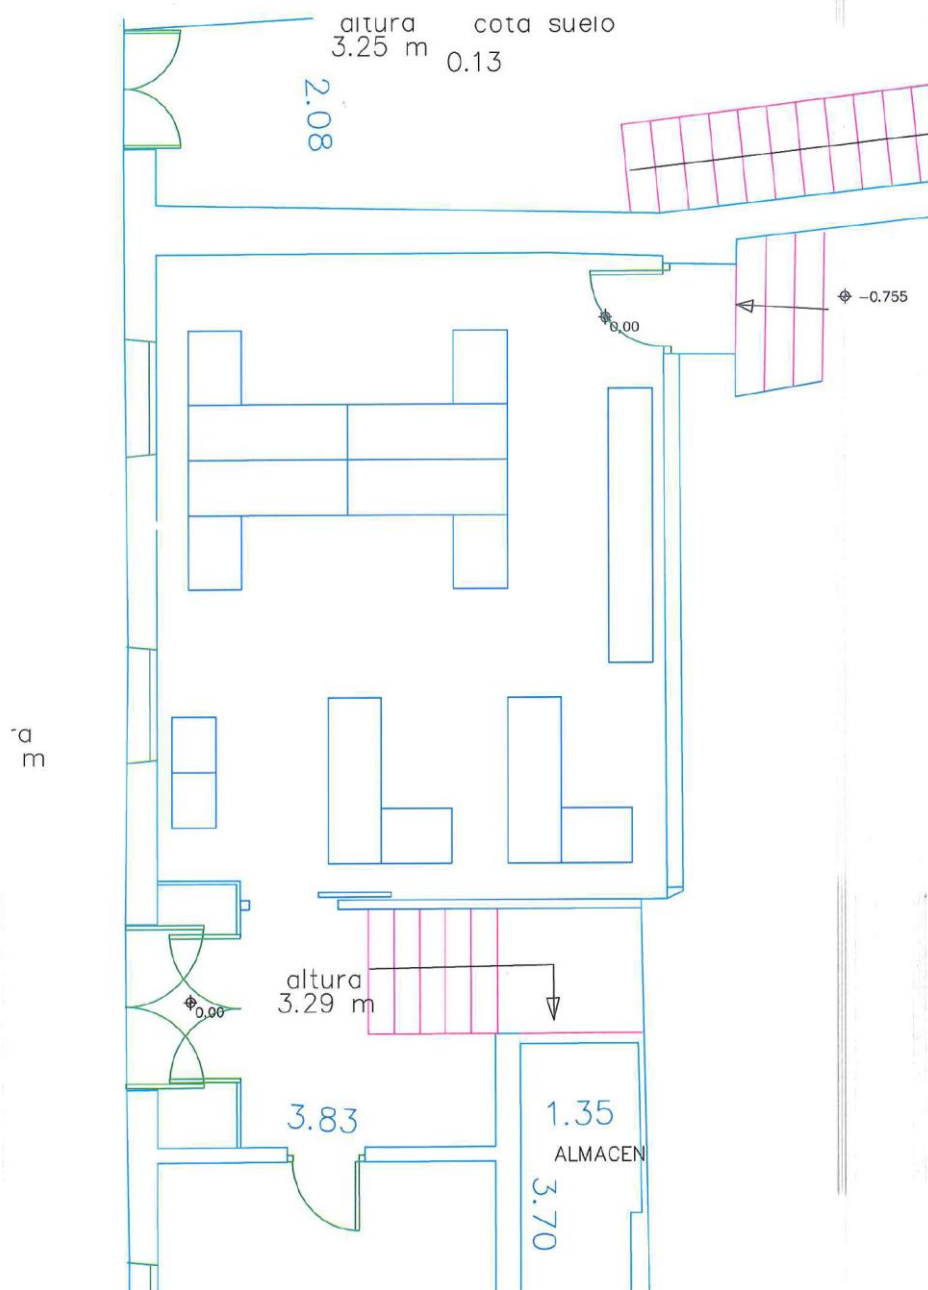 altura cota suelo
3.25 m 0.13
2.08
-0.755
0.00
ra
m
altura
3.29 m
0.00
3.83
1.35
ALMACEN
3.70